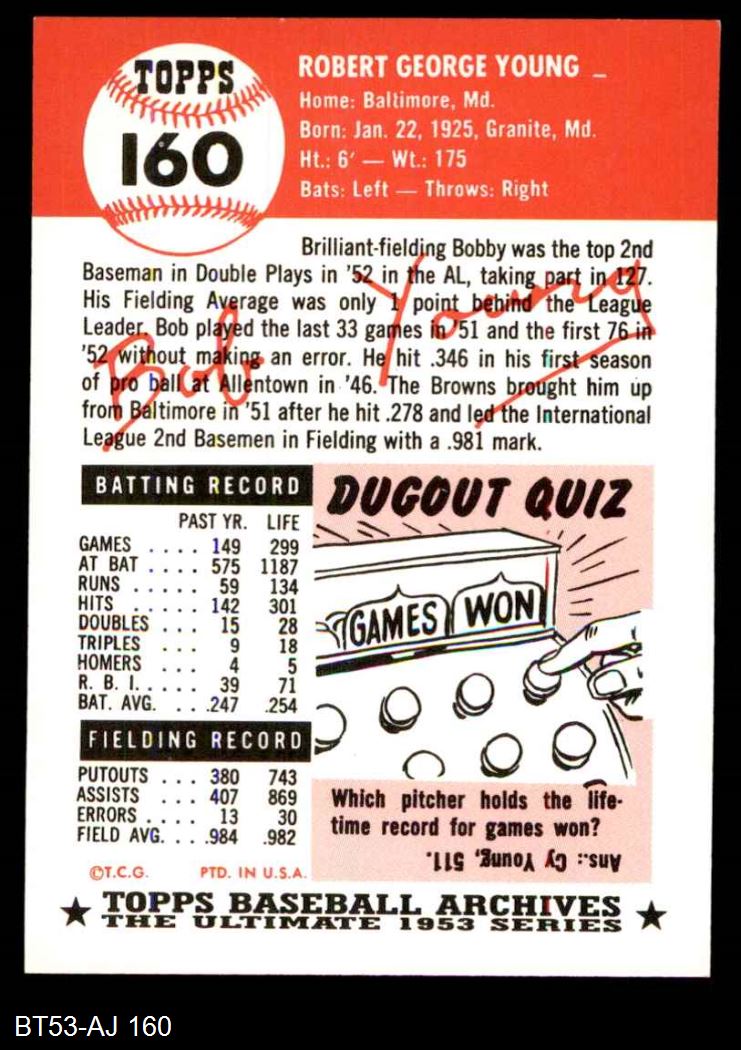 TOPPS
160
ROBERT GEORGE YOUNG _
Home: Baltimore, Md.
Born: Jan. 22, 1925, Granite, Md.
Ht.: 6′ — Wt.: 175
Bats: Left — Throws: Right
Brilliant-fielding Bobby was the top 2nd
Baseman in Double Plays in '52 in the AL, taking part in 127.
His Fielding Average was only 1 point behind the League
Leader. Bob played the last 33 games in '51 and the first 76 in
'52 without making an error. He hit .346 in his first season
of pro ball at Allentown in '46. The Browns brought him up
from Baltimore in '51 after he hit .278 and led the International
League 2nd Basemen in Fielding with a .981 mark.
Bob Young
BATTING RECORD
PAST YR. LIFE
GAMES .... 149 299
AT BAT .... 575 1187
RUNS ..... 59 134
HITS ..... 142 301
DOUBLES ... 15 28
TRIPLES ... 9 18
HOMERS ... 4 5
R. B. I. .... 39 71
BAT. AVG. ... .247 .254
FIELDING RECORD
PUTOUTS ... 380 743
ASSISTS ... 407 869
ERRORS .... 13 30
FIELD AVG. ... .984 .982
©T.C.G. PTD. IN U.S.A.
DUGOUT QUIZ
GAMES WON
Which pitcher holds the life-
time record for games won?
Ans.: Cy Young, 511.
★ TOPPS BASEBALL ARCHIVES ★
THE ULTIMATE 1953 SERIES
BT53-AJ 160